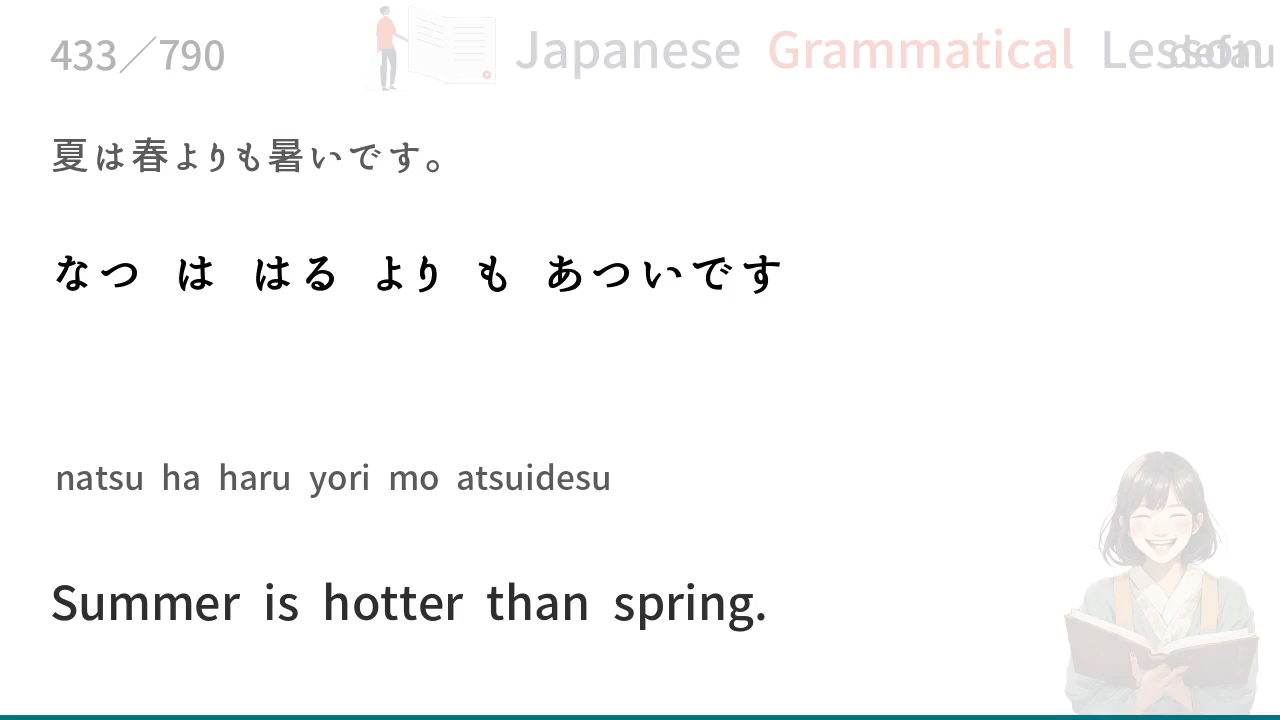 433／790
Japanese Grammatical Lesson
defau
夏は春よりも暑いです。
なつ は はる より も あついです
natsu ha haru yori mo atsuidesu
Summer is hotter than spring.